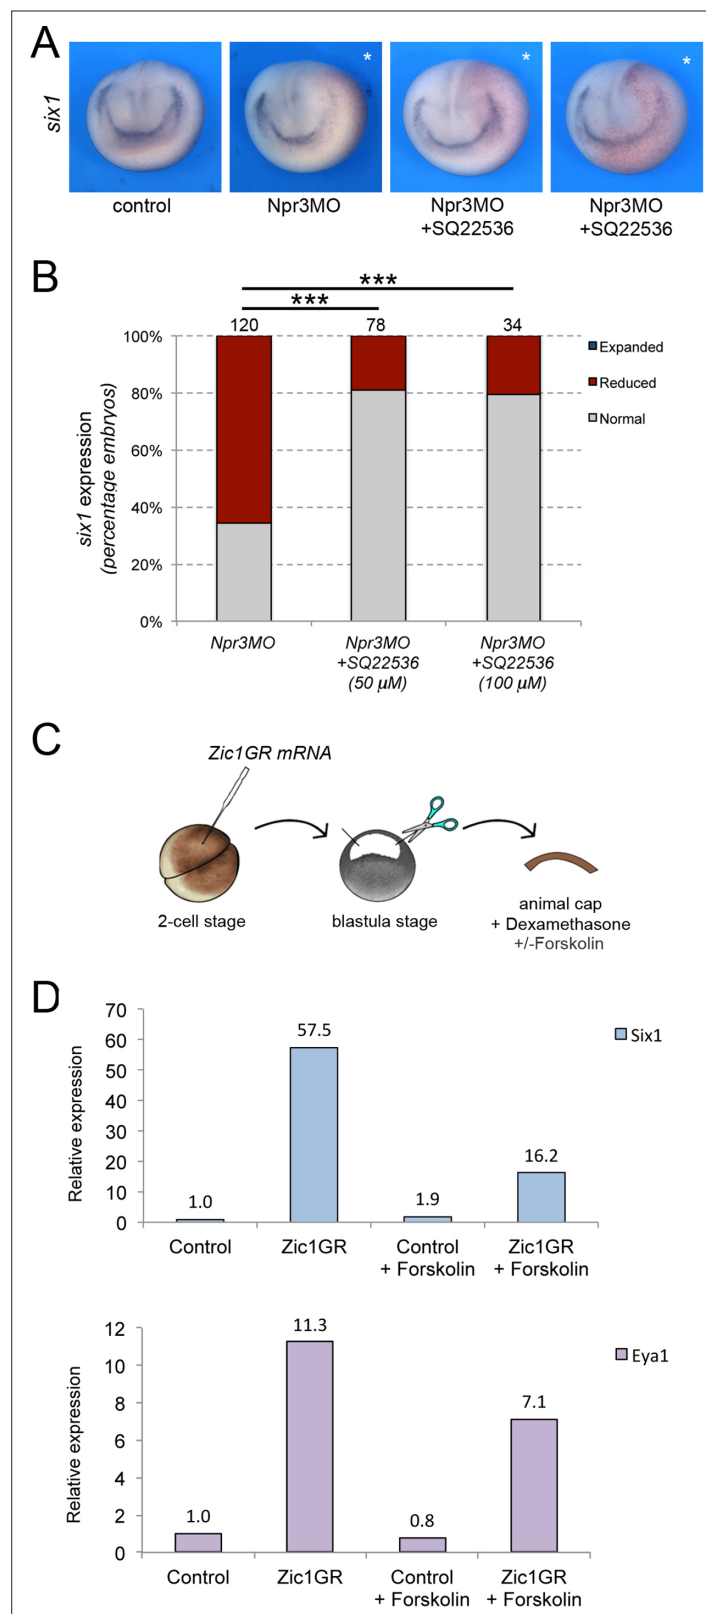 A
six1
*
*
*
control
Npr3MO
Npr3MO
+SQ22536
Npr3MO
+SQ22536
B
***
***
120
78
34
100%
80%
60%
40%
20%
0%
six1 expression
(percentage embryos)
Expanded
Reduced
Normal
Npr3MO
Npr3MO
+SQ22536
(50 µM)
Npr3MO
+SQ22536
(100 µM)
C
Zic1GR mRNA
2-cell stage
blastula stage
animal cap
+ Dexamethasone
+/-Forskolin
D
Relative expression
70
60
50
40
30
20
10
0
1.0
57.5
1.9
16.2
Six1
Control
Zic1GR
Control
+ Forskolin
Zic1GR
+ Forskolin
Relative expression
12
10
8
6
4
2
0
1.0
11.3
0.8
7.1
Eya1
Control
Zic1GR
Control
+ Forskolin
Zic1GR
+ Forskolin